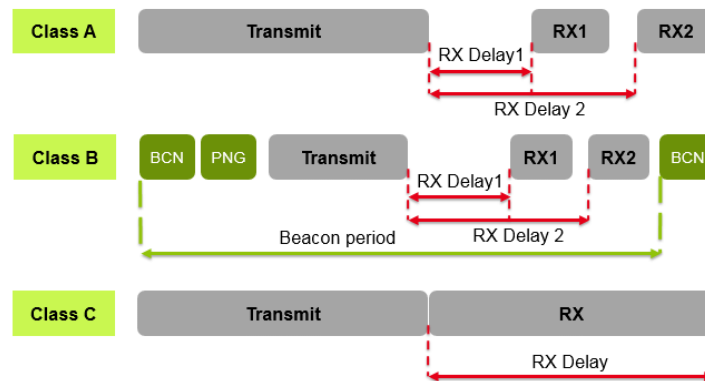 Class A Transmit RX1 RX2
RX Delay1
RX Delay 2
Class B BCN PNG Transmit RX1 RX2 BCN
RX Delay1
Beacon period RX Delay 2
Class C Transmit RX
RX Delay